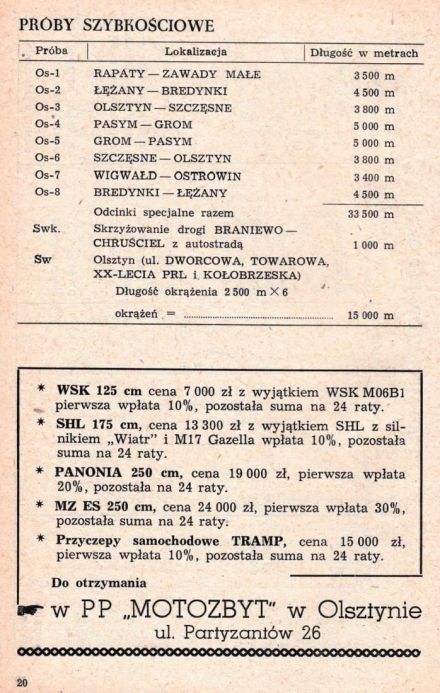 PRÓBY SZYBKOŚCIOWE
Próba Lokalizacja Długość w metrach
Os-1 RAPATY — ZAWADY MAŁE 3 500 m
Os-2 ŁĘŻANY — BREDYNKI 4 500 m
Os-3 OLSZTYN — SZCZĘSNE 3 800 m
Os-4 PASYM — GROM 5 000 m
Os-5 GROM — PASYM 5 000 m
Os-6 SZCZĘSNE — OLSZTYN 3 800 m
Os-7 WIGWAŁD — OSTROWIN 3 400 m
Os-8 BREDYNKI — ŁĘŻANY 4 500 m
Odcinki specjalne razem 33 500 m
Swk. Skrzyżowanie drogi BRANIEWO —
CHRUŚCIEL z autostradą 1 000 m
Sw Olsztyn (ul. DWORCOWA, TOWAROWA,
XX-LECIA PRL i KOŁOBRZESKA)
Długość okrążenia 2 500 m × 6
okrążeń = ........................................ 15 000 m
* WSK 125 cm cena 7 000 zł z wyjątkiem WSK M06B1
pierwsza wpłata 10%, pozostała suma na 24 raty.
* SHL 175 cm, cena 13 300 zł z wyjątkiem SHL z sil-
nikiem „Wiatr” i M17 Gazella wpłata 10%, pozostała
suma na 24 raty.
* PANONIA 250 cm, cena 19 000 zł, pierwsza wpłata
20%, pozostała suma na 24 raty.
* MZ ES 250 cm, cena 24 000 zł, pierwsza wpłata 30%,
pozostała suma na 24 raty.
* Przyczepy samochodowe TRAMP, cena 15 000 zł,
pierwsza wpłata 10%, pozostała suma na 24 raty.
Do otrzymania
w PP „MOTOZBYT” w Olsztynie
ul. Partyzantów 26
20